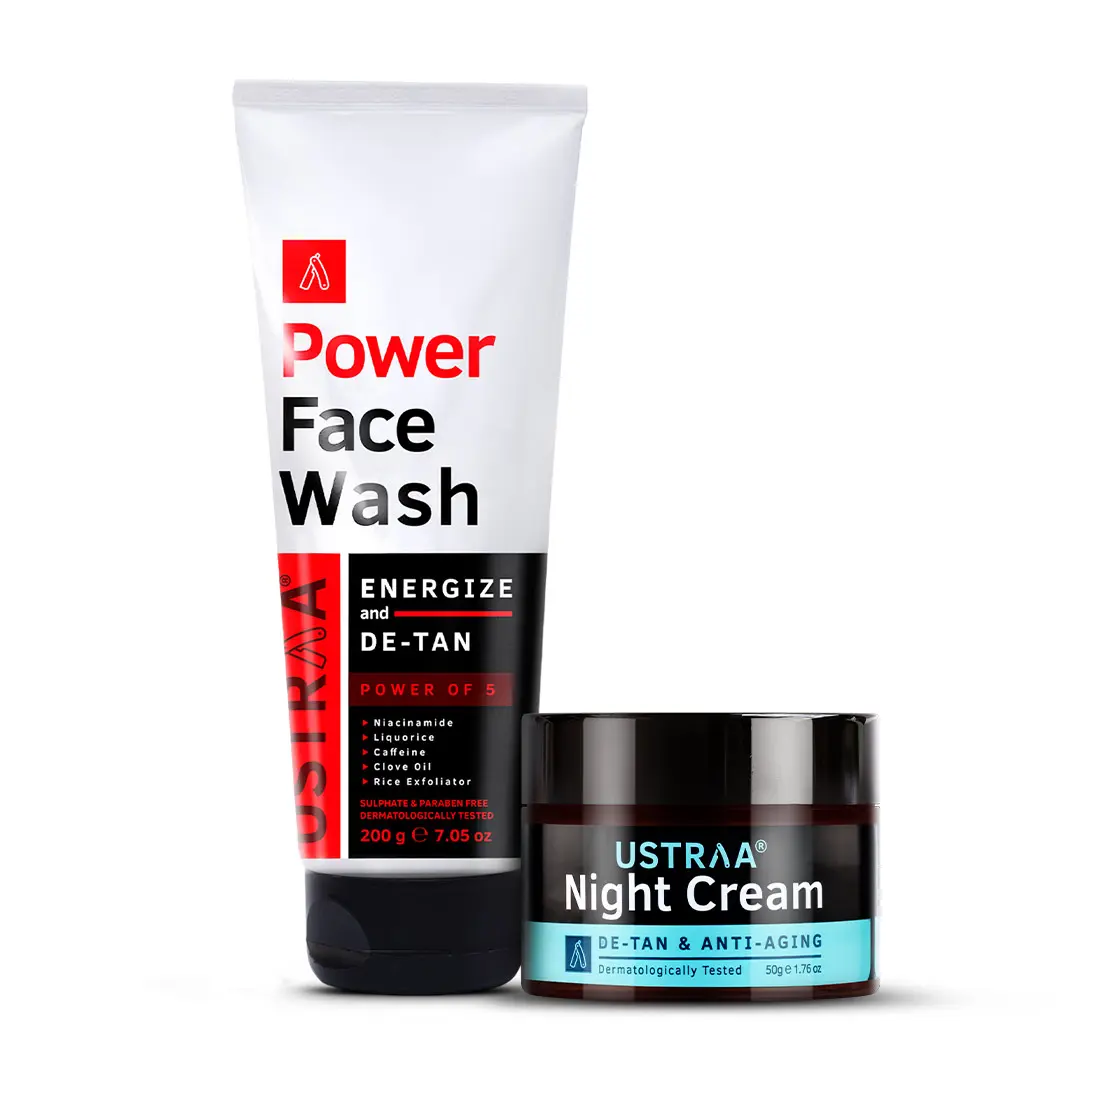 Power
Face
Wash
USTRAA®
ENERGIZE
and
DE-TAN
POWER OF 5
Niacinamide
Liquorice
Caffeine
Clove Oil
Rice Exfoliator
SULPHATE & PARABEN FREE
DERMATOLOGICALLY TESTED
200 g ℮ 7.05 oz
USTRAA®
Night Cream
DE-TAN & ANTI-AGING
Dermatologically Tested 50g ℮ 1.76 oz